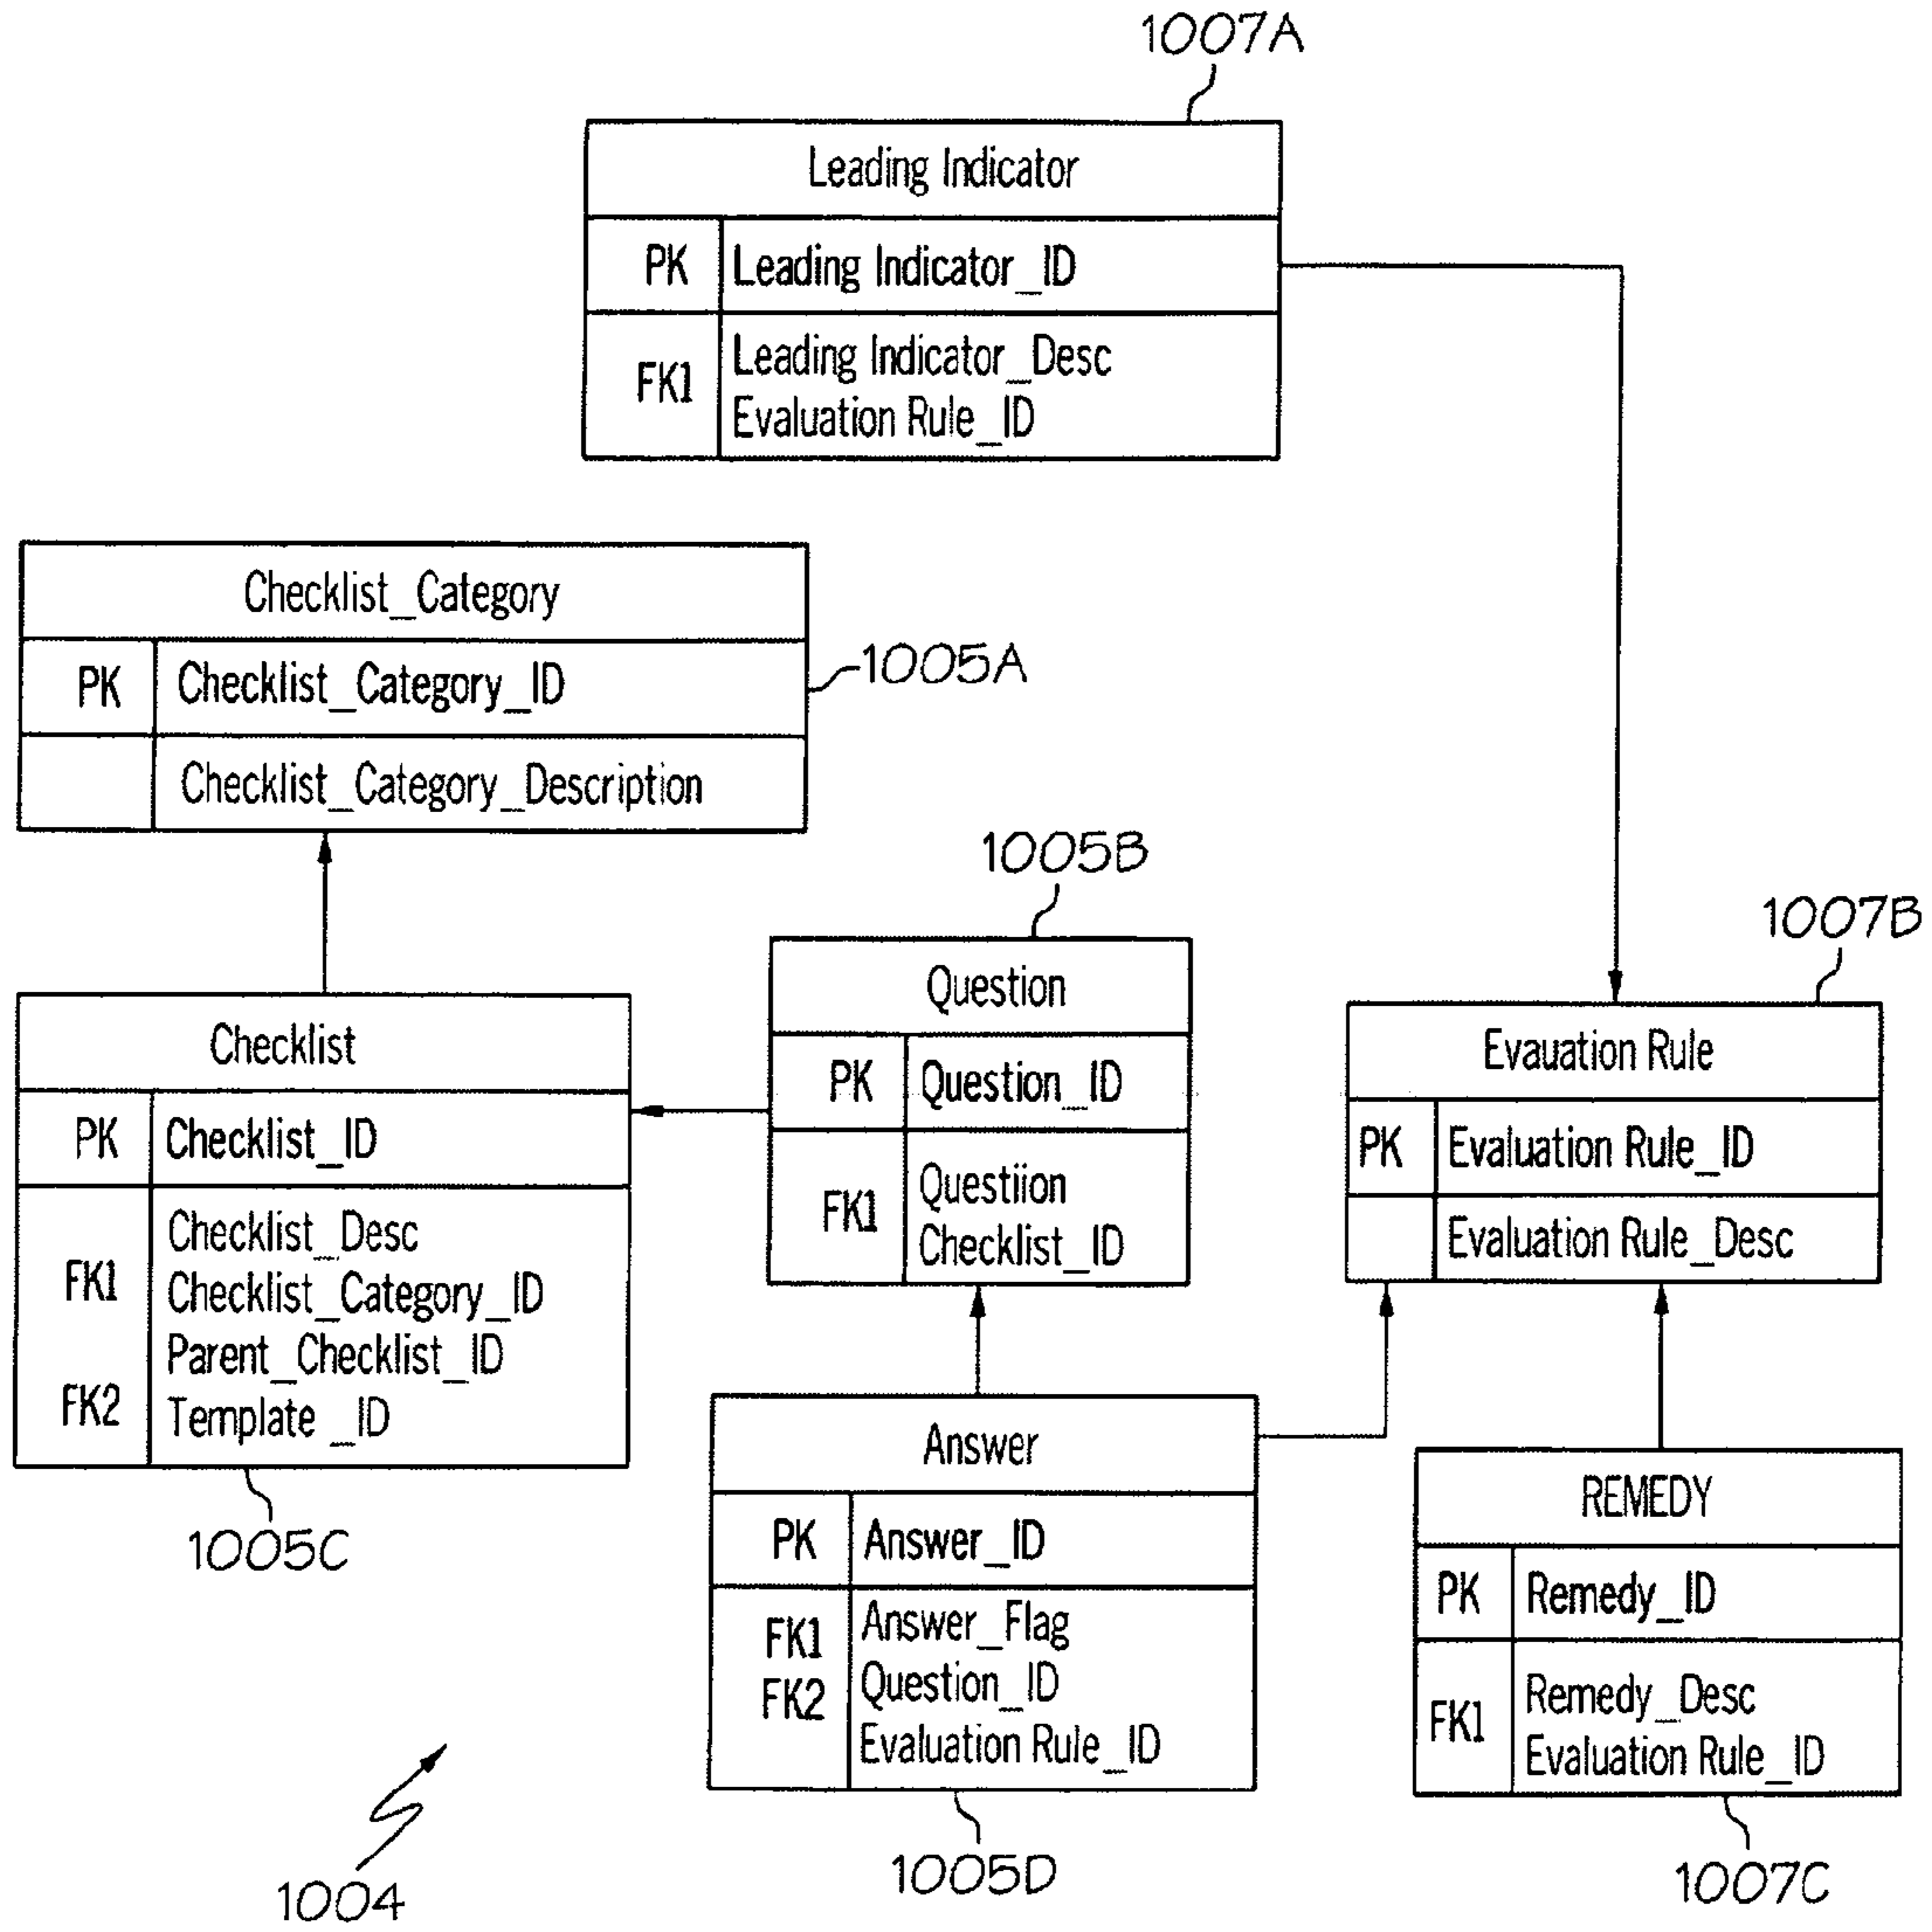 1007A
Leading Indicator
PK Leading Indicator_ID
Leading Indicator_Desc
FK1
Evaluation Rule_ID
Checklist_Category
PK Checklist_Category_ID
1005A
Checklist_Category_Description
1005B
Question
PK Question_ID
Questiion
FK1
Checklist_ID
1007B
Evauation Rule
PK Evaluation Rule_ID
Evaluation Rule_Desc
Checklist
PK Checklist_ID
Checklist_Desc
FK1 Checklist_Category_ID
Parent_Checklist_ID
FK2 Template _ID
1005C
Answer
PK Answer_ID
FK1 Answer_Flag
FK2 Question_ID
Evaluation Rule_ID
1005D
REMEDY
PK Remedy_ID
Remedy_Desc
FK1
Evaluation Rule_ID
1007C
1004